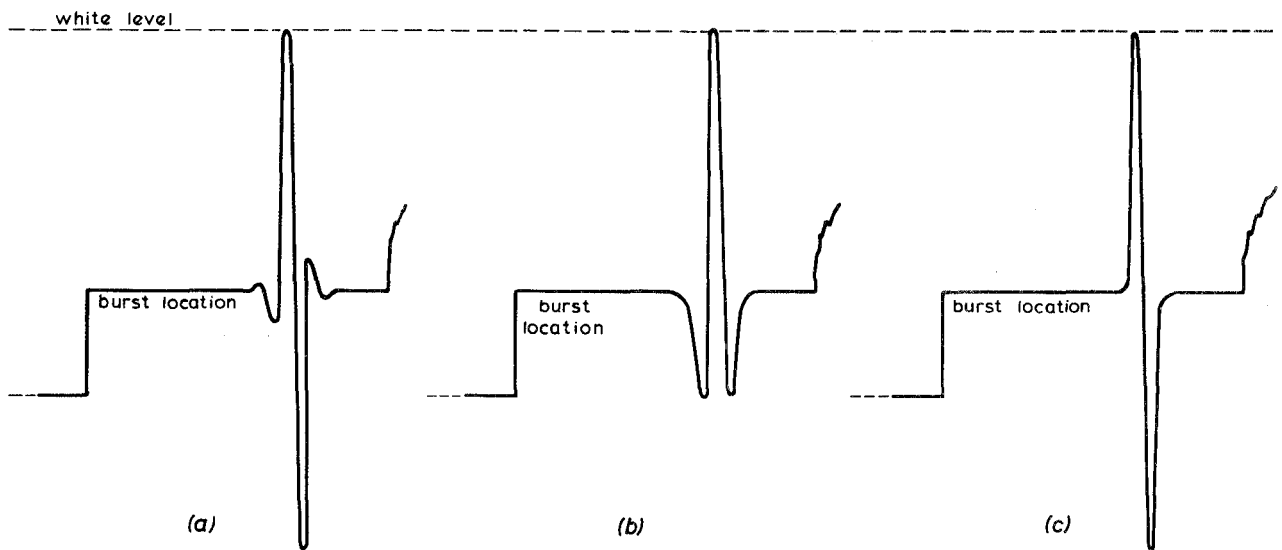 white level
burst location
burst
location
burst location
(a)
(b)
(c)